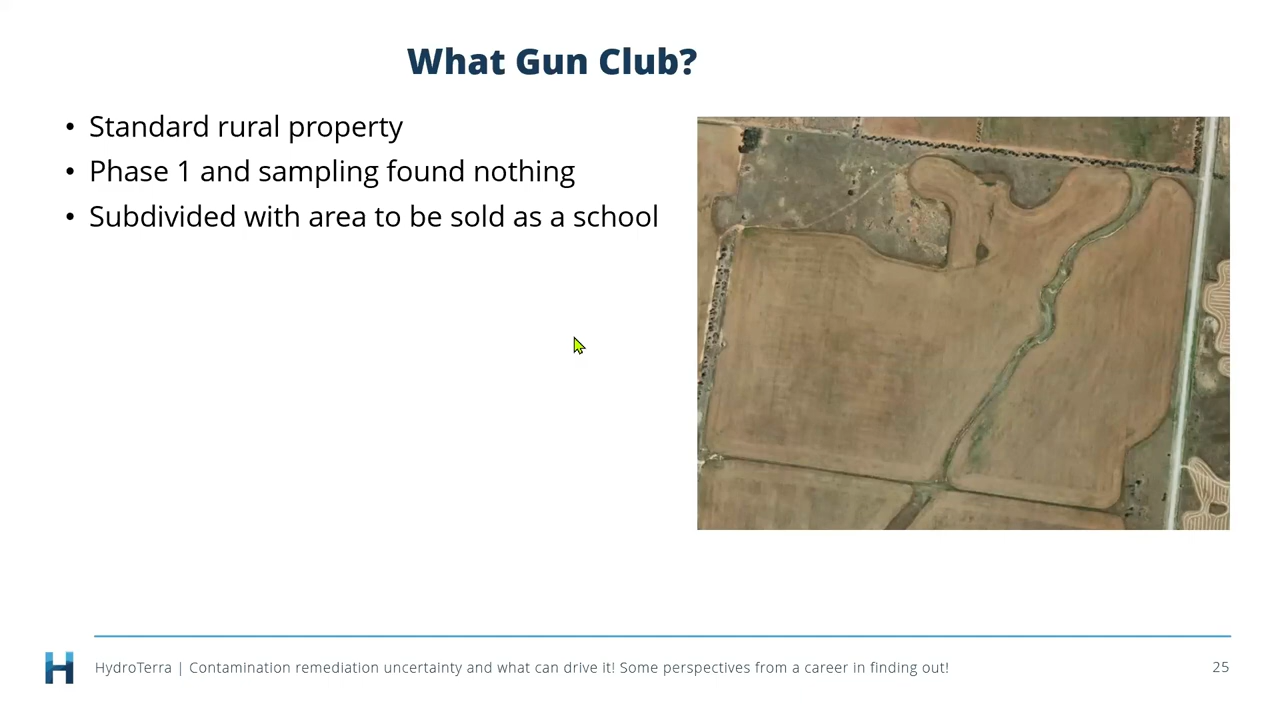 What Gun Club?
• Standard rural property
• Phase 1 and sampling found nothing
• Subdivided with area to be sold as a school
HydroTerra | Contamination remediation uncertainty and what can drive it! Some perspectives from a career in finding out!
25